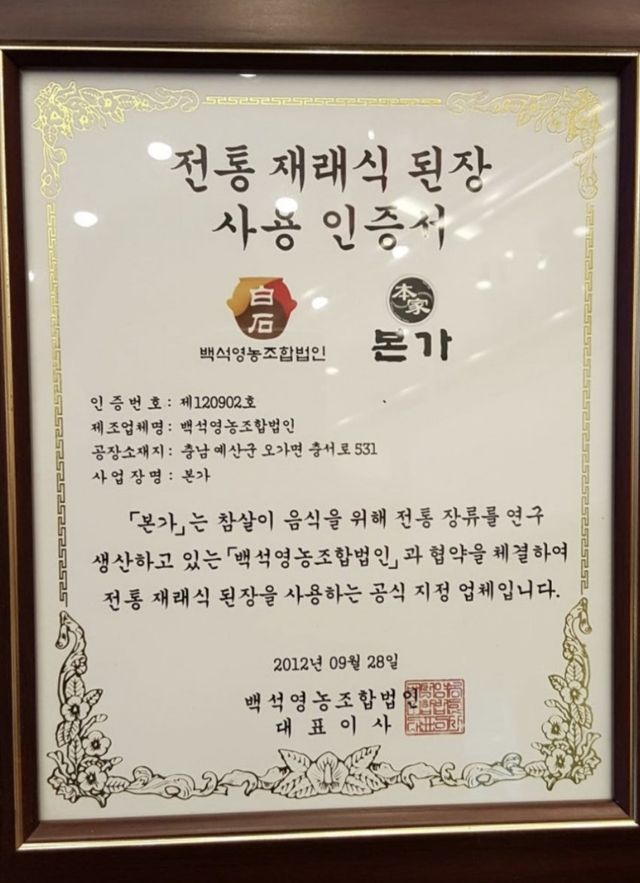 전통 재래식 된장
사용 인증서
白石
本家
백석영농조합법인
본가
인증번호 : 제120902호
제조업체명 : 백석영농조합법인
공장소재지 : 충남 예산군 오가면 충서로 531
사업장명 : 본가
「본가」는 참살이 음식을 위해 전통 장류를 연구
생산하고 있는 「백석영농조합법인」과 협약을 체결하여
전통 재래식 된장을 사용하는 공식 지정 업체입니다.
2012년 09월 28일
백석영농조합법인
대표이사